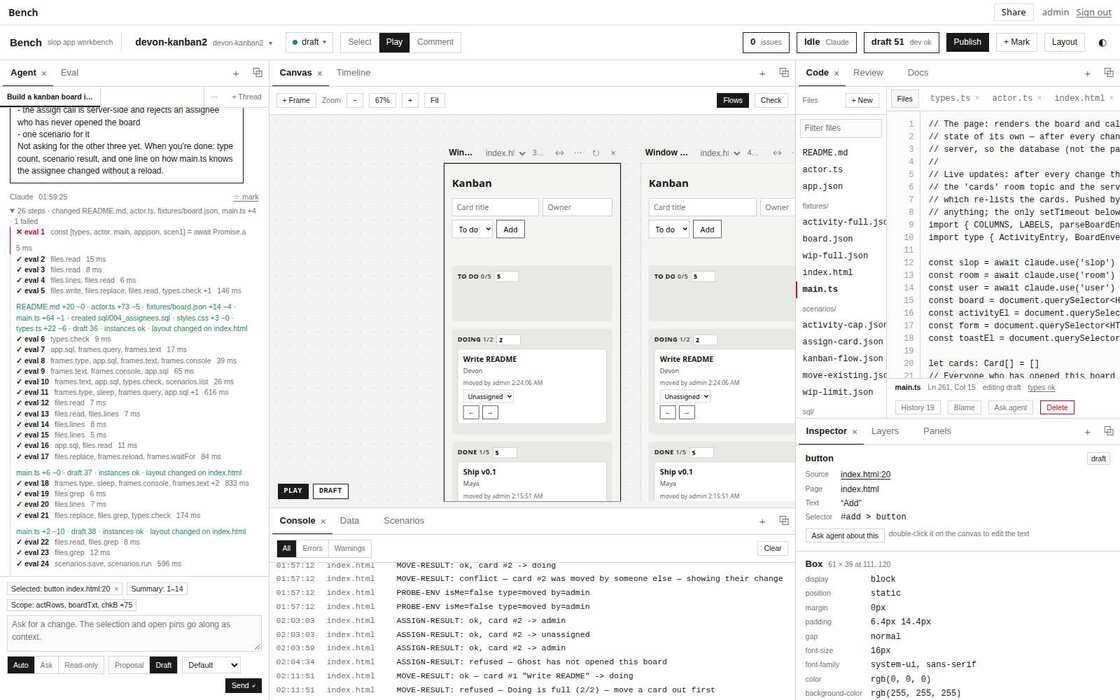 Bench
Share admin Sign out
Bench slop app workbench devon-kanban2 devon-kanban2 draft Select Play Comment 0 issues Idle Claude draft 51 dev ok Publish + Mark Layout
Agent × Eval
Build a kanban board i... ... + Thread
- the assign call is server-side and rejects an assignee
who has never opened the board
- one scenario for it
Not asking for the other three yet. When you're done: type
count, scenario result, and one line on how main.ts knows
the assignee changed without a reload.
Claude 01:59:25 mark
26 steps · changed README.md, actor.ts, fixtures/board.json, main.ts +4
· 1 failed
✕ eval 1 const [types, actor, main, appjson, scen1] = await Promise.a
5 ms
✓ eval 2 files.read 15 ms
✓ eval 3 files.read 8 ms
✓ eval 4 files.lines, files.read 6 ms
✓ eval 5 files.write, files.replace, files.read, types.check +1 146 ms
README.md +20 −0 · actor.ts +73 −5 · fixtures/board.json +14 −4 ·
main.ts +64 −1 · created sql/004_assignees.sql · styles.css +3 −0 ·
types.ts +22 −6 · draft 36 · instances ok · layout changed on index.html
✓ eval 6 types.check 9 ms
✓ eval 7 app.sql, frames.query, frames.text 17 ms
✓ eval 8 frames.type, app.sql, frames.text, frames.console 39 ms
✓ eval 9 frames.text, frames.console, app.sql 65 ms
✓ eval 10 frames.text, app.sql, types.check, scenarios.list 26 ms
✓ eval 11 frames.type, sleep, frames.query, frames.console, app.sql +1 616 ms
✓ eval 12 files.read 7 ms
✓ eval 13 files.read, files.lines 7 ms
✓ eval 14 files.lines 8 ms
✓ eval 15 files.lines 5 ms
✓ eval 16 app.sql, files.read 11 ms
✓ eval 17 files.replace, frames.reload, frames.waitFor 84 ms
main.ts +6 −0 · draft 37 · instances ok · layout changed on index.html
✓ eval 18 frames.type, sleep, frames.console, frames.text +2 833 ms
✓ eval 19 files.grep 6 ms
✓ eval 20 files.lines 7 ms
✓ eval 21 files.replace, files.grep, types.check 174 ms
main.ts +2 −10 · draft 38 · instances ok · layout changed on index.html
✓ eval 22 files.read, files.grep 8 ms
✓ eval 23 files.grep 12 ms
✓ eval 24 scenarios.save, scenarios.run 596 ms
Selected: button index.html:20 × Summary: 1–14
Scope: actRows, boardTxt, chkB +75
Ask for a change. The selection and open pins go along as
context.
Auto Ask Read-only Proposal Draft Default
Send
Canvas × Timeline
+ Frame Zoom − 67% + Fit Flows Check
Win... index.h 3...
Kanban
Card title Owner
To do Add
TO DO 0/5 5
DOING 1/2 2
Write README
Devon
moved by admin 2:24:06 AM
Unassigned
← →
DONE 1/5 5
Ship v0.1
Maya
moved by admin 2:15:51 AM
Window ... index.h 4...
Kanban
Card title Owner
To do Add
TO DO 0/5 5
DOING 1/2 2
Write README
Devon
moved by admin 2:24:06 AM
Unassigned
← →
DONE 1/5 5
Ship v0.1
Maya
moved by admin 2:15:51 AM
PLAY DRAFT
Console × Data Scenarios
All Errors Warnings Clear
01:57:12 index.html MOVE-RESULT: ok, card #2 -> doing
01:57:12 index.html MOVE-RESULT: conflict — card #2 was moved by someone else — showing their change
01:57:12 index.html PROBE-ENV isMe=false type=moved by=admin
01:57:12 index.html PROBE-ENV isMe=false type=moved by=admin
02:03:03 index.html ASSIGN-RESULT: ok, card #2 -> admin
02:03:03 index.html ASSIGN-RESULT: ok, card #2 -> unassigned
02:03:59 index.html ASSIGN-RESULT: ok, card #2 -> admin
02:04:34 index.html ASSIGN-RESULT: refused — Ghost has not opened this board
02:11:51 index.html MOVE-RESULT: ok — card #1 "Write README" -> doing
02:11:51 index.html MOVE-RESULT: refused — Doing is full (2/2) — move a card out first
Code × Review Docs
Files + New
Filter files
README.md
actor.ts
app.json
fixtures/
activity-full.jsc
board.json
wip-full.json
index.html
main.ts
scenarios/
activity-cap.json
assign-card.json
kanban-flow.json
move-existing.jsc
wip-limit.json
sql/
Files types.ts × actor.ts × index.html ×
1 // The page: renders the board and cal
2 // state of its own — after every chan
3 // server, so the database (not the pa
4 //
5 // Live updates: after every change th
6 // the 'cards' room topic and the serv
7 // which re-lists the cards. Pushed by
8 // anything; the only setTimeout below
9 import { COLUMNS, LABELS, parseBoardEn
10 import type { ActivityEntry, BoardEnve
11
12 const slop = await claude.use('slop')
13 const room = await claude.use('room')
14 const user = await claude.use('user')
15 const board = document.querySelector<H
16 const activityEl = document.querySelec
17 const form = document.querySelector<HT
18 const toastEl = document.querySelector
19
20 let cards: Card[] = []
21 // Everyone who has opened this board
main.ts Ln 261, Col 15 editing draft types ok
History 19 Blame Ask agent Delete
Inspector × Layers Panels
button draft
Source index.html:20
Page index.html
Text “Add”
Selector #add > button
Ask agent about this double-click it on the canvas to edit the text
Box 61 × 39 at 111, 120
display block
position static
margin 0px
padding 6.4px 14.4px
gap normal
font-size 16px
font-family system-ui, sans-serif
color rgb(0, 0, 0)
background-color rgb(255, 255, 255)